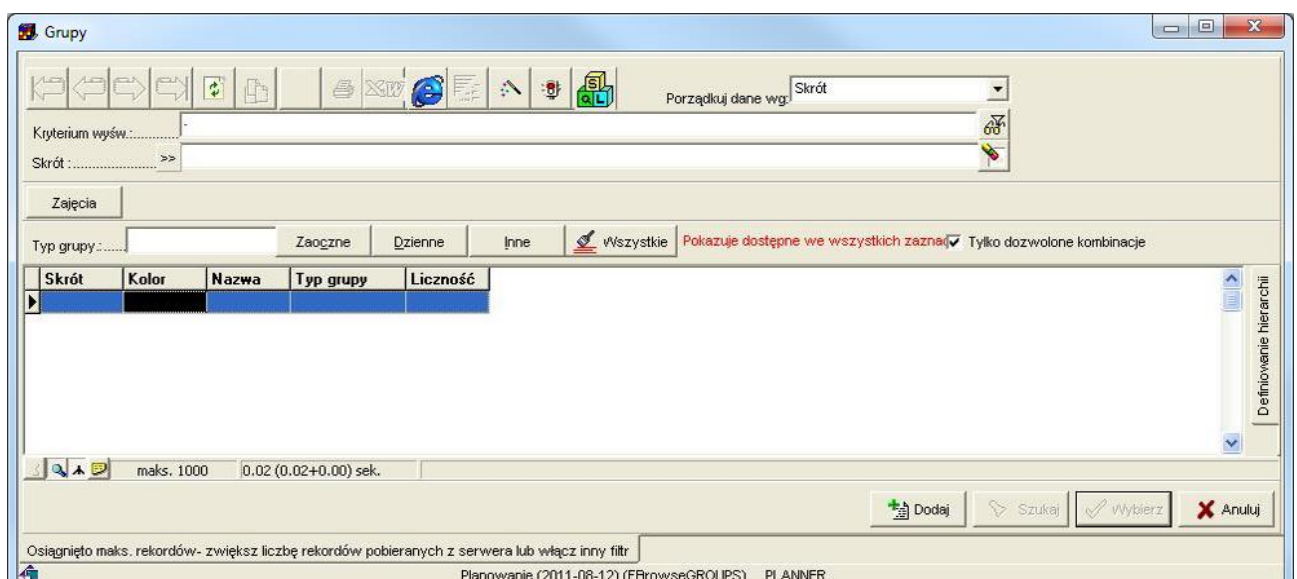 Grupy
Porządkuj dane wg: Skrót
Kryterium wyśw.:............ -
Skrót :........................ >>
Zajęcia
Typ grupy.:...... Zaoczne Dzienne Inne Wszystkie Pokazuje dostępne we wszystkich zaznac Tylko dozwolone kombinacje
Skrót Kolor Nazwa Typ grupy Liczność
Definiowanie hierarchii
maks. 1000 0.02 (0.02+0.00) sek.
Dodaj Szukaj Wybierz Anuluj
Osiągnięto maks. rekordów- zwiększ liczbę rekordów pobieranych z serwera lub włącz inny filtr
Planowanie (2011-08-12) (FBrowseGROUPS) PLANNER